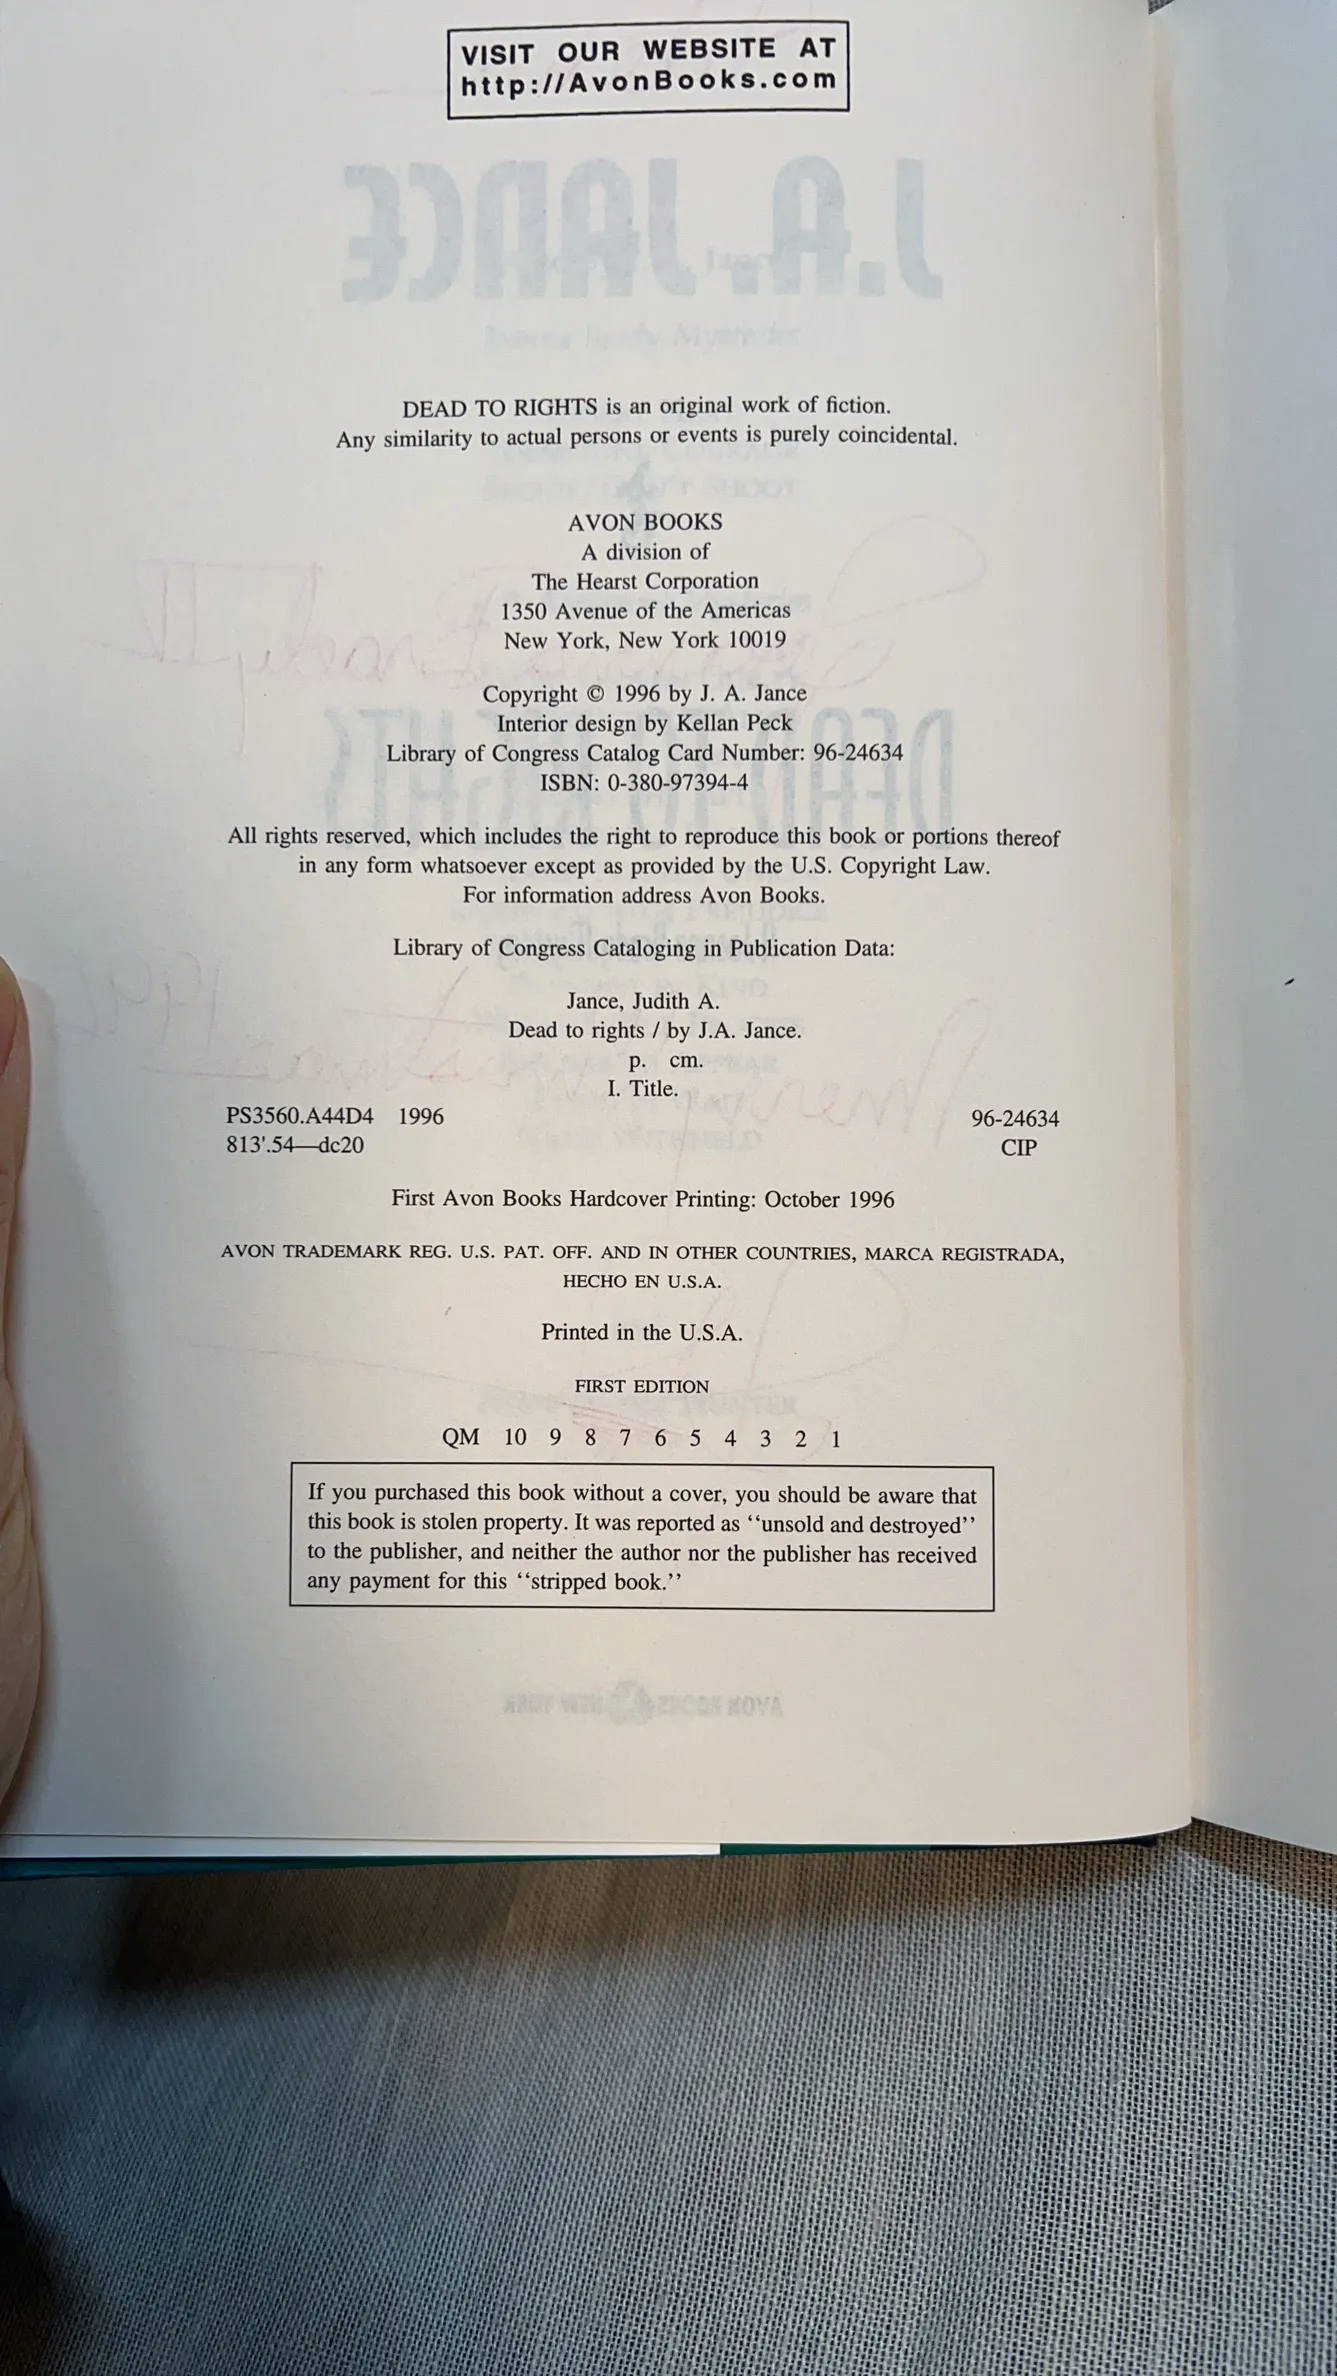 VISIT OUR WEBSITE AT
http://AvonBooks.com
J.A. JANCE
DEAD TO RIGHTS is an original work of fiction.
Any similarity to actual persons or events is purely coincidental.
AVON BOOKS
A division of
The Hearst Corporation
1350 Avenue of the Americas
New York, New York 10019
Copyright © 1996 by J. A. Jance
Interior design by Kellan Peck
Library of Congress Catalog Card Number: 96-24634
ISBN: 0-380-97394-4
DEAD TO RIGHTS
All rights reserved, which includes the right to reproduce this book or portions thereof
in any form whatsoever except as provided by the U.S. Copyright Law.
For information address Avon Books.
Library of Congress Cataloging in Publication Data:
Jance, Judith A.
Dead to rights / by J.A. Jance.
p. cm.
I. Title.
PS3560.A44D4 1996 96-24634
813'.54—dc20 CIP
First Avon Books Hardcover Printing: October 1996
AVON TRADEMARK REG. U.S. PAT. OFF. AND IN OTHER COUNTRIES, MARCA REGISTRADA,
HECHO EN U.S.A.
Printed in the U.S.A.
FIRST EDITION
QM 10 9 8 7 6 5 4 3 2 1
If you purchased this book without a cover, you should be aware that
this book is stolen property. It was reported as ‘‘unsold and destroyed’’
to the publisher, and neither the author nor the publisher has received
any payment for this ‘‘stripped book.’’
AVON BOOKS NEW YORK